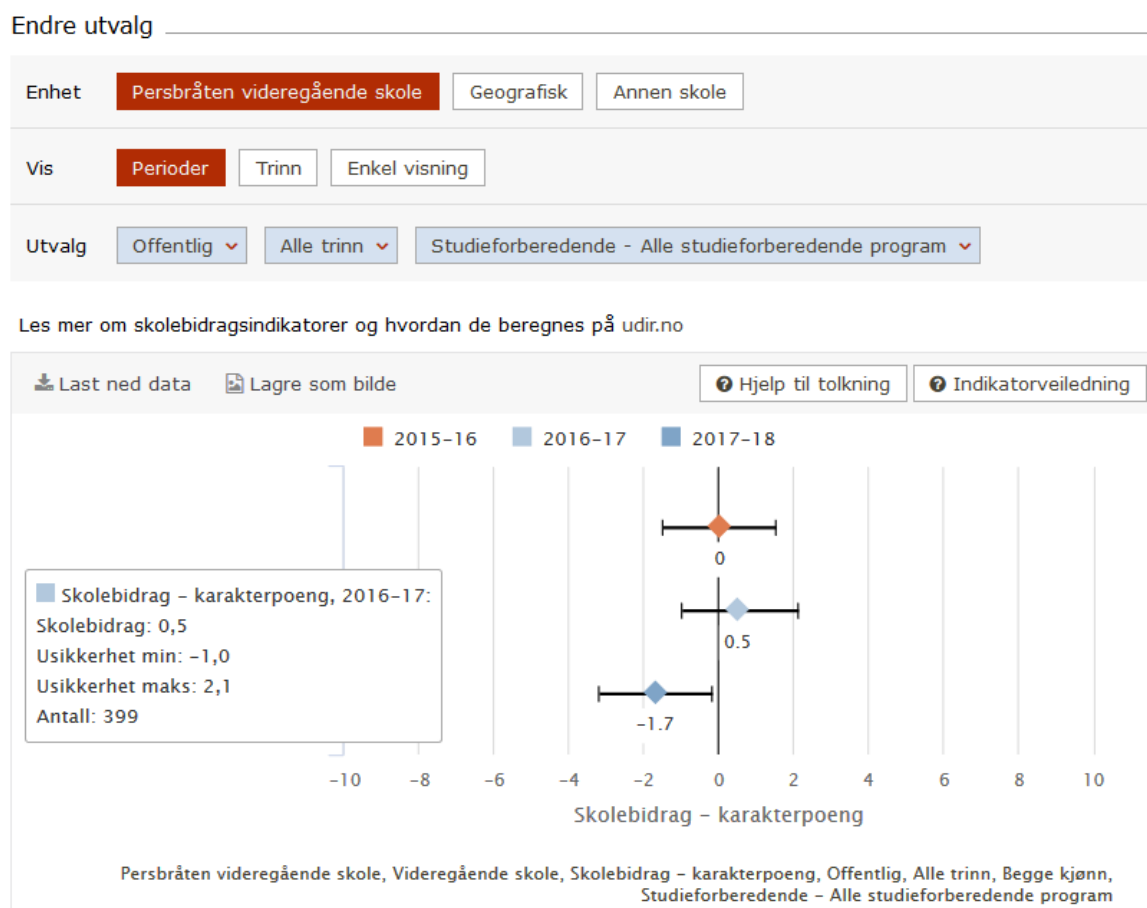 Endre utvalg
Enhet Persbråten videregående skole Geografisk Annen skole
Vis Perioder Trinn Enkel visning
Utvalg Offentlig Alle trinn Studieforberedende - Alle studieforberedende program
Les mer om skolebidragsindikatorer og hvordan de beregnes på udir.no
Last ned data Lagre som bilde Hjelp til tolkning Indikatorveiledning
2015-16 2016-17 2017-18
0
Skolebidrag - karakterpoeng, 2016-17:
Skolebidrag: 0,5
Usikkerhet min: -1,0
Usikkerhet maks: 2,1
Antall: 399
0.5
-1.7
-10 -8 -6 -4 -2 0 2 4 6 8 10
Skolebidrag - karakterpoeng
Persbråten videregående skole, Videregående skole, Skolebidrag - karakterpoeng, Offentlig, Alle trinn, Begge kjønn,
Studieforberedende - Alle studieforberedende program